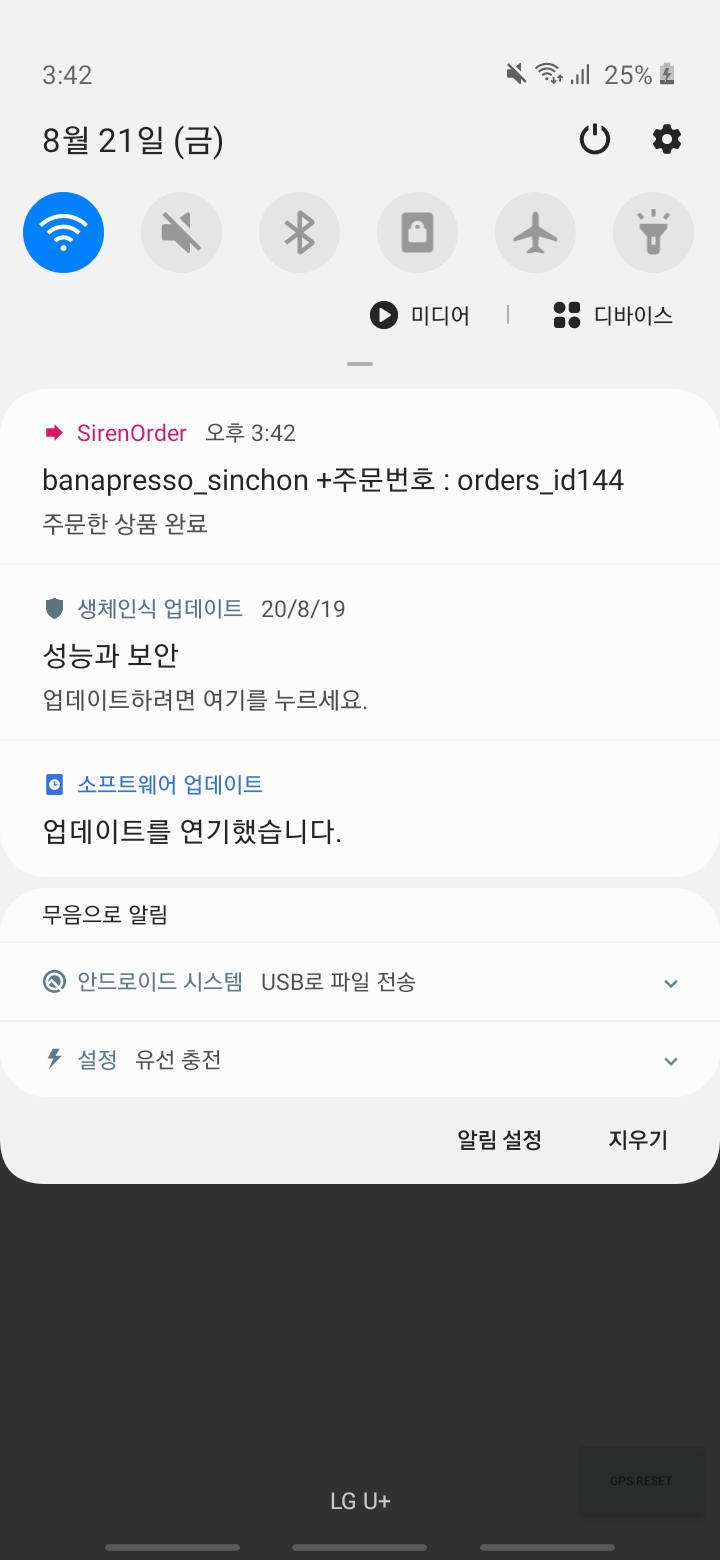 3:42
25%
8월 21일 (금)
미디어 | 디바이스
SirenOrder 오후 3:42
banapresso_sinchon +주문번호 : orders_id144
주문한 상품 완료
생체인식 업데이트 20/8/19
성능과 보안
업데이트하려면 여기를 누르세요.
소프트웨어 업데이트
업데이트를 연기했습니다.
무음으로 알림
안드로이드 시스템 USB로 파일 전송
설정 유선 충전
알림 설정 지우기
GPS RESET
LG U+